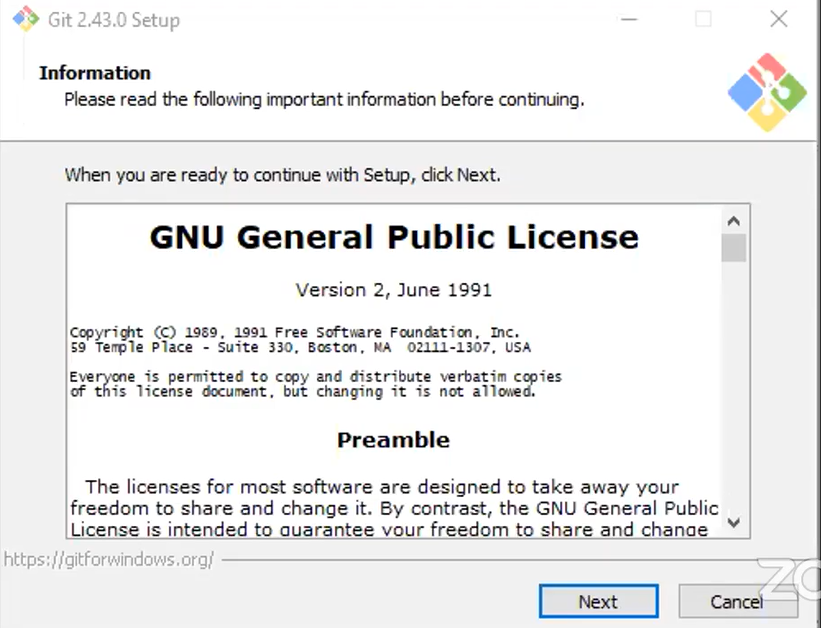 Git 2.43.0 Setup
Information
Please read the following important information before continuing.
When you are ready to continue with Setup, click Next.
GNU General Public License
Version 2, June 1991
Copyright (C) 1989, 1991 Free Software Foundation, Inc.
59 Temple Place - Suite 330, Boston, MA  02111-1307, USA
Everyone is permitted to copy and distribute verbatim copies
of this license document, but changing it is not allowed.
Preamble
The licenses for most software are designed to take away your
freedom to share and change it. By contrast, the GNU General Public
License is intended to guarantee your freedom to share and change
https://gitforwindows.org/
Next
Cancel